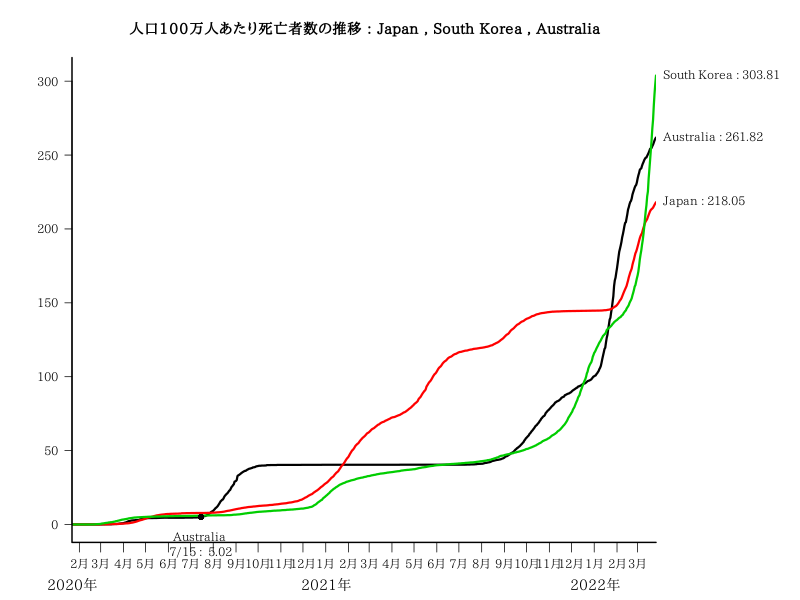 人口100万人あたり死亡者数の推移 : Japan , South Korea , Australia
300
250
200
150
100
50
0
South Korea : 303.81
Australia : 261.82
Japan : 218.05
Australia
7/15 : 5.02
2月 3月 4月 5月 6月 7月 8月 9月 10月 11月 12月 1月 2月 3月 4月 5月 6月 7月 8月 9月 10月 11月 12月 1月 2月 3月
2020年 2021年 2022年